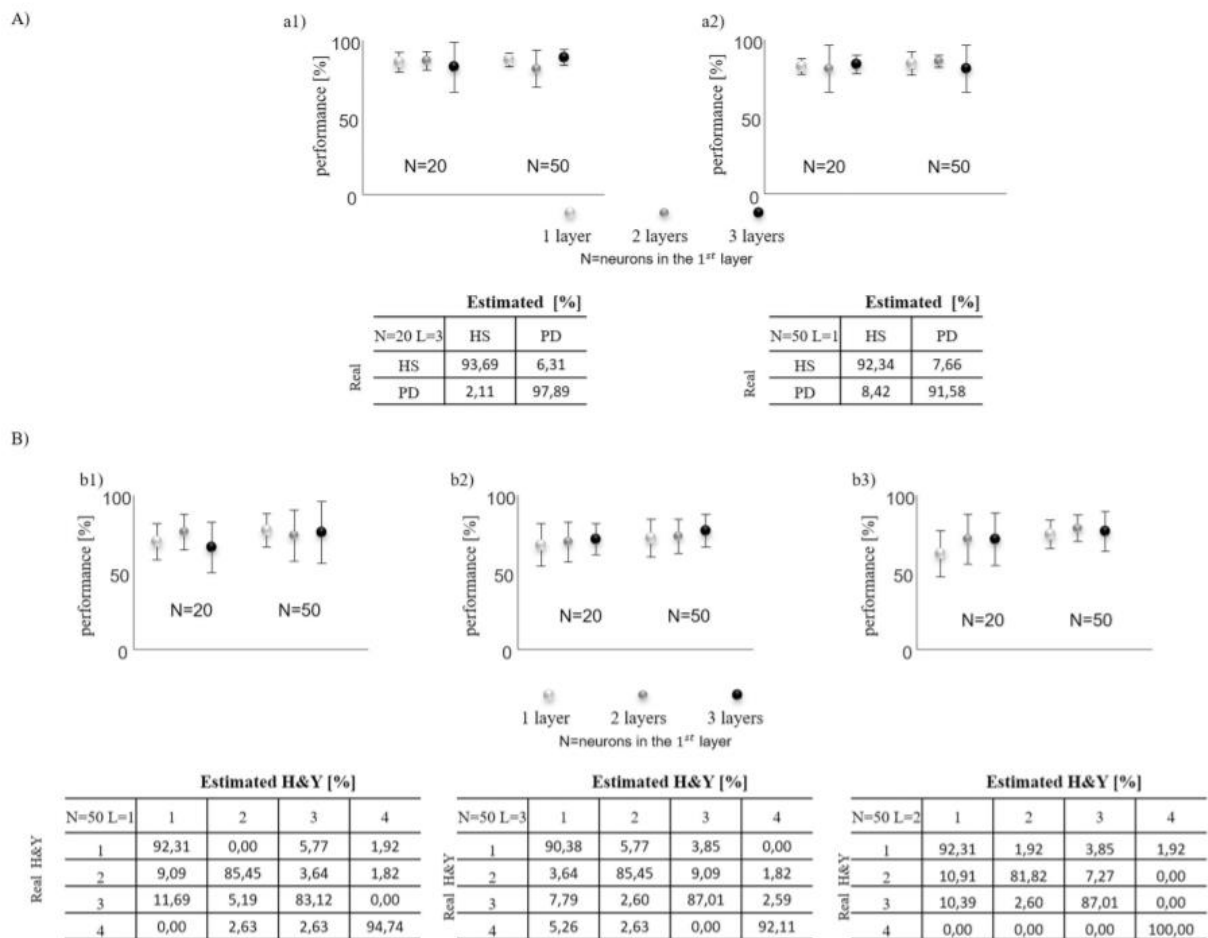 A)
a1)
a2)
100
50
0
performance [%]
N=20
N=50
100
50
0
performance [%]
N=20
N=50
1 layer 2 layers 3 layers
N=neurons in the 1st layer
Estimated [%]
N=20 L=3 HS PD
Real
HS 93,69 6,31
PD 2,11 97,89
Estimated [%]
N=50 L=1 HS PD
Real
HS 92,34 7,66
PD 8,42 91,58
B)
b1)
100
50
0
performance [%]
N=20
N=50
b2)
100
50
0
performance [%]
N=20
N=50
b3)
100
50
0
performance [%]
N=20
N=50
1 layer 2 layers 3 layers
N=neurons in the 1st layer
Estimated H&Y [%]
N=50 L=1 1 2 3 4
Real H&Y
1 92,31 0,00 5,77 1,92
2 9,09 85,45 3,64 1,82
3 11,69 5,19 83,12 0,00
4 0,00 2,63 2,63 94,74
Estimated H&Y [%]
N=50 L=3 1 2 3 4
Real H&Y
1 90,38 5,77 3,85 0,00
2 3,64 85,45 9,09 1,82
3 7,79 2,60 87,01 2,59
4 5,26 2,63 0,00 92,11
Estimated H&Y [%]
N=50 L=2 1 2 3 4
Real H&Y
1 92,31 1,92 3,85 1,92
2 10,91 81,82 7,27 0,00
3 10,39 2,60 87,01 0,00
4 0,00 0,00 0,00 100,00